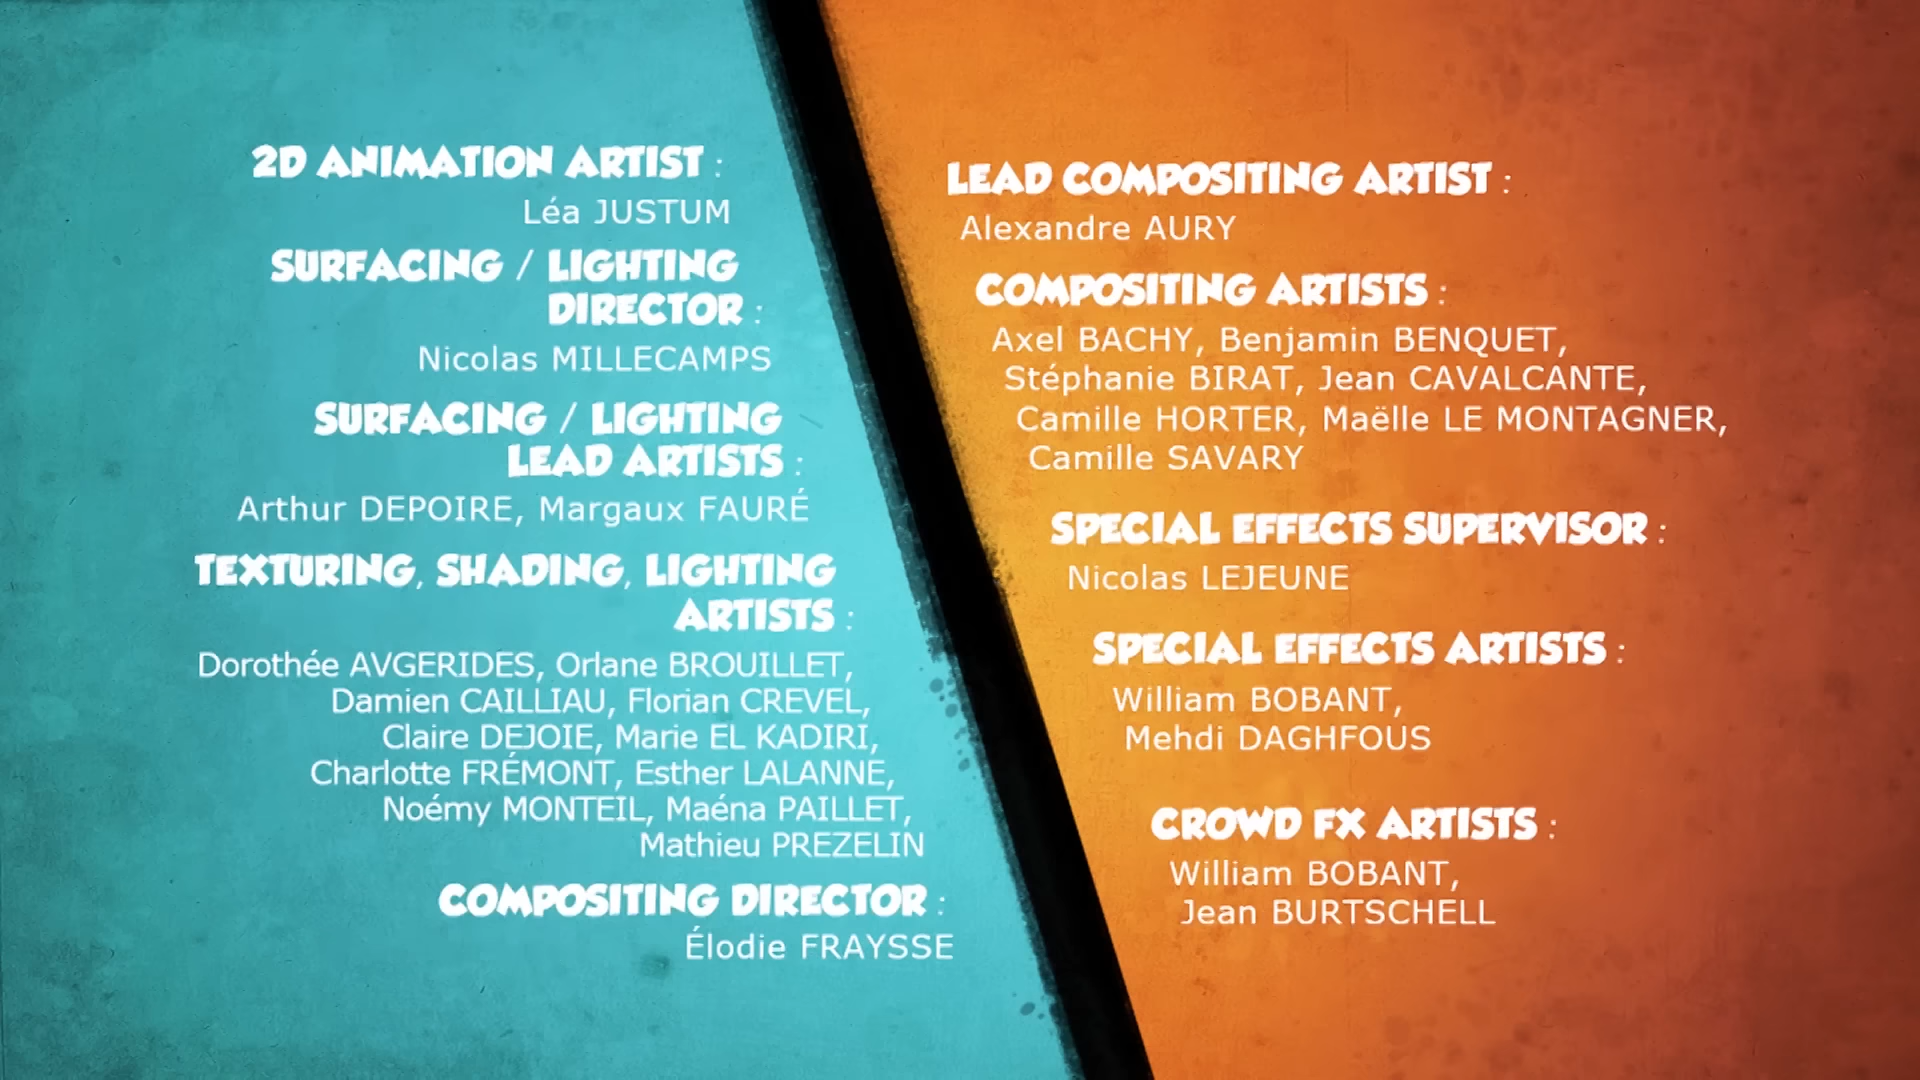 2D ANIMATION ARTIST :
Léa JUSTUM
SURFACING / LIGHTING
DIRECTOR :
Nicolas MILLECAMPS
SURFACING / LIGHTING
LEAD ARTISTS :
Arthur DEPOIRE, Margaux FAURÉ
TEXTURING, SHADING, LIGHTING
ARTISTS :
Dorothée AVGERIDES, Orlane BROUILLET,
Damien CAILLIAU, Florian CREVEL,
Claire DEJOIE, Marie EL KADIRI,
Charlotte FRÉMONT, Esther LALANNE,
Noémy MONTEIL, Maéna PAILLET,
Mathieu PREZELIN
COMPOSITING DIRECTOR :
Élodie FRAYSSE
LEAD COMPOSITING ARTIST :
Alexandre AURY
COMPOSITING ARTISTS :
Axel BACHY, Benjamin BENQUET,
Stéphanie BIRAT, Jean CAVALCANTE,
Camille HORTER, Maëlle LE MONTAGNER,
Camille SAVARY
SPECIAL EFFECTS SUPERVISOR :
Nicolas LEJEUNE
SPECIAL EFFECTS ARTISTS :
William BOBANT,
Mehdi DAGHFOUS
CROWD FX ARTISTS :
William BOBANT,
Jean BURTSCHELL